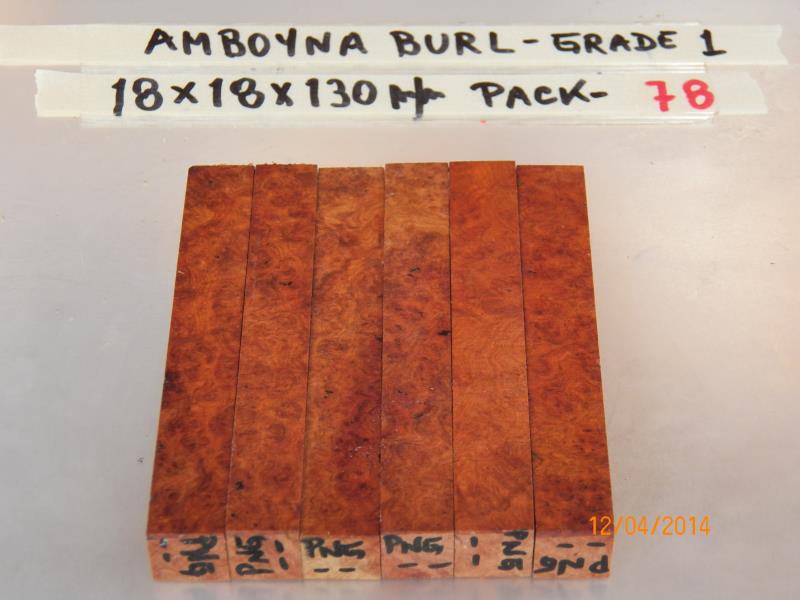 AMBOYNA BURL - GRADE 1
18 x 18 x 130 PACK - 78
12/04/2014
PNG PNG PNG PNG PNG PNG